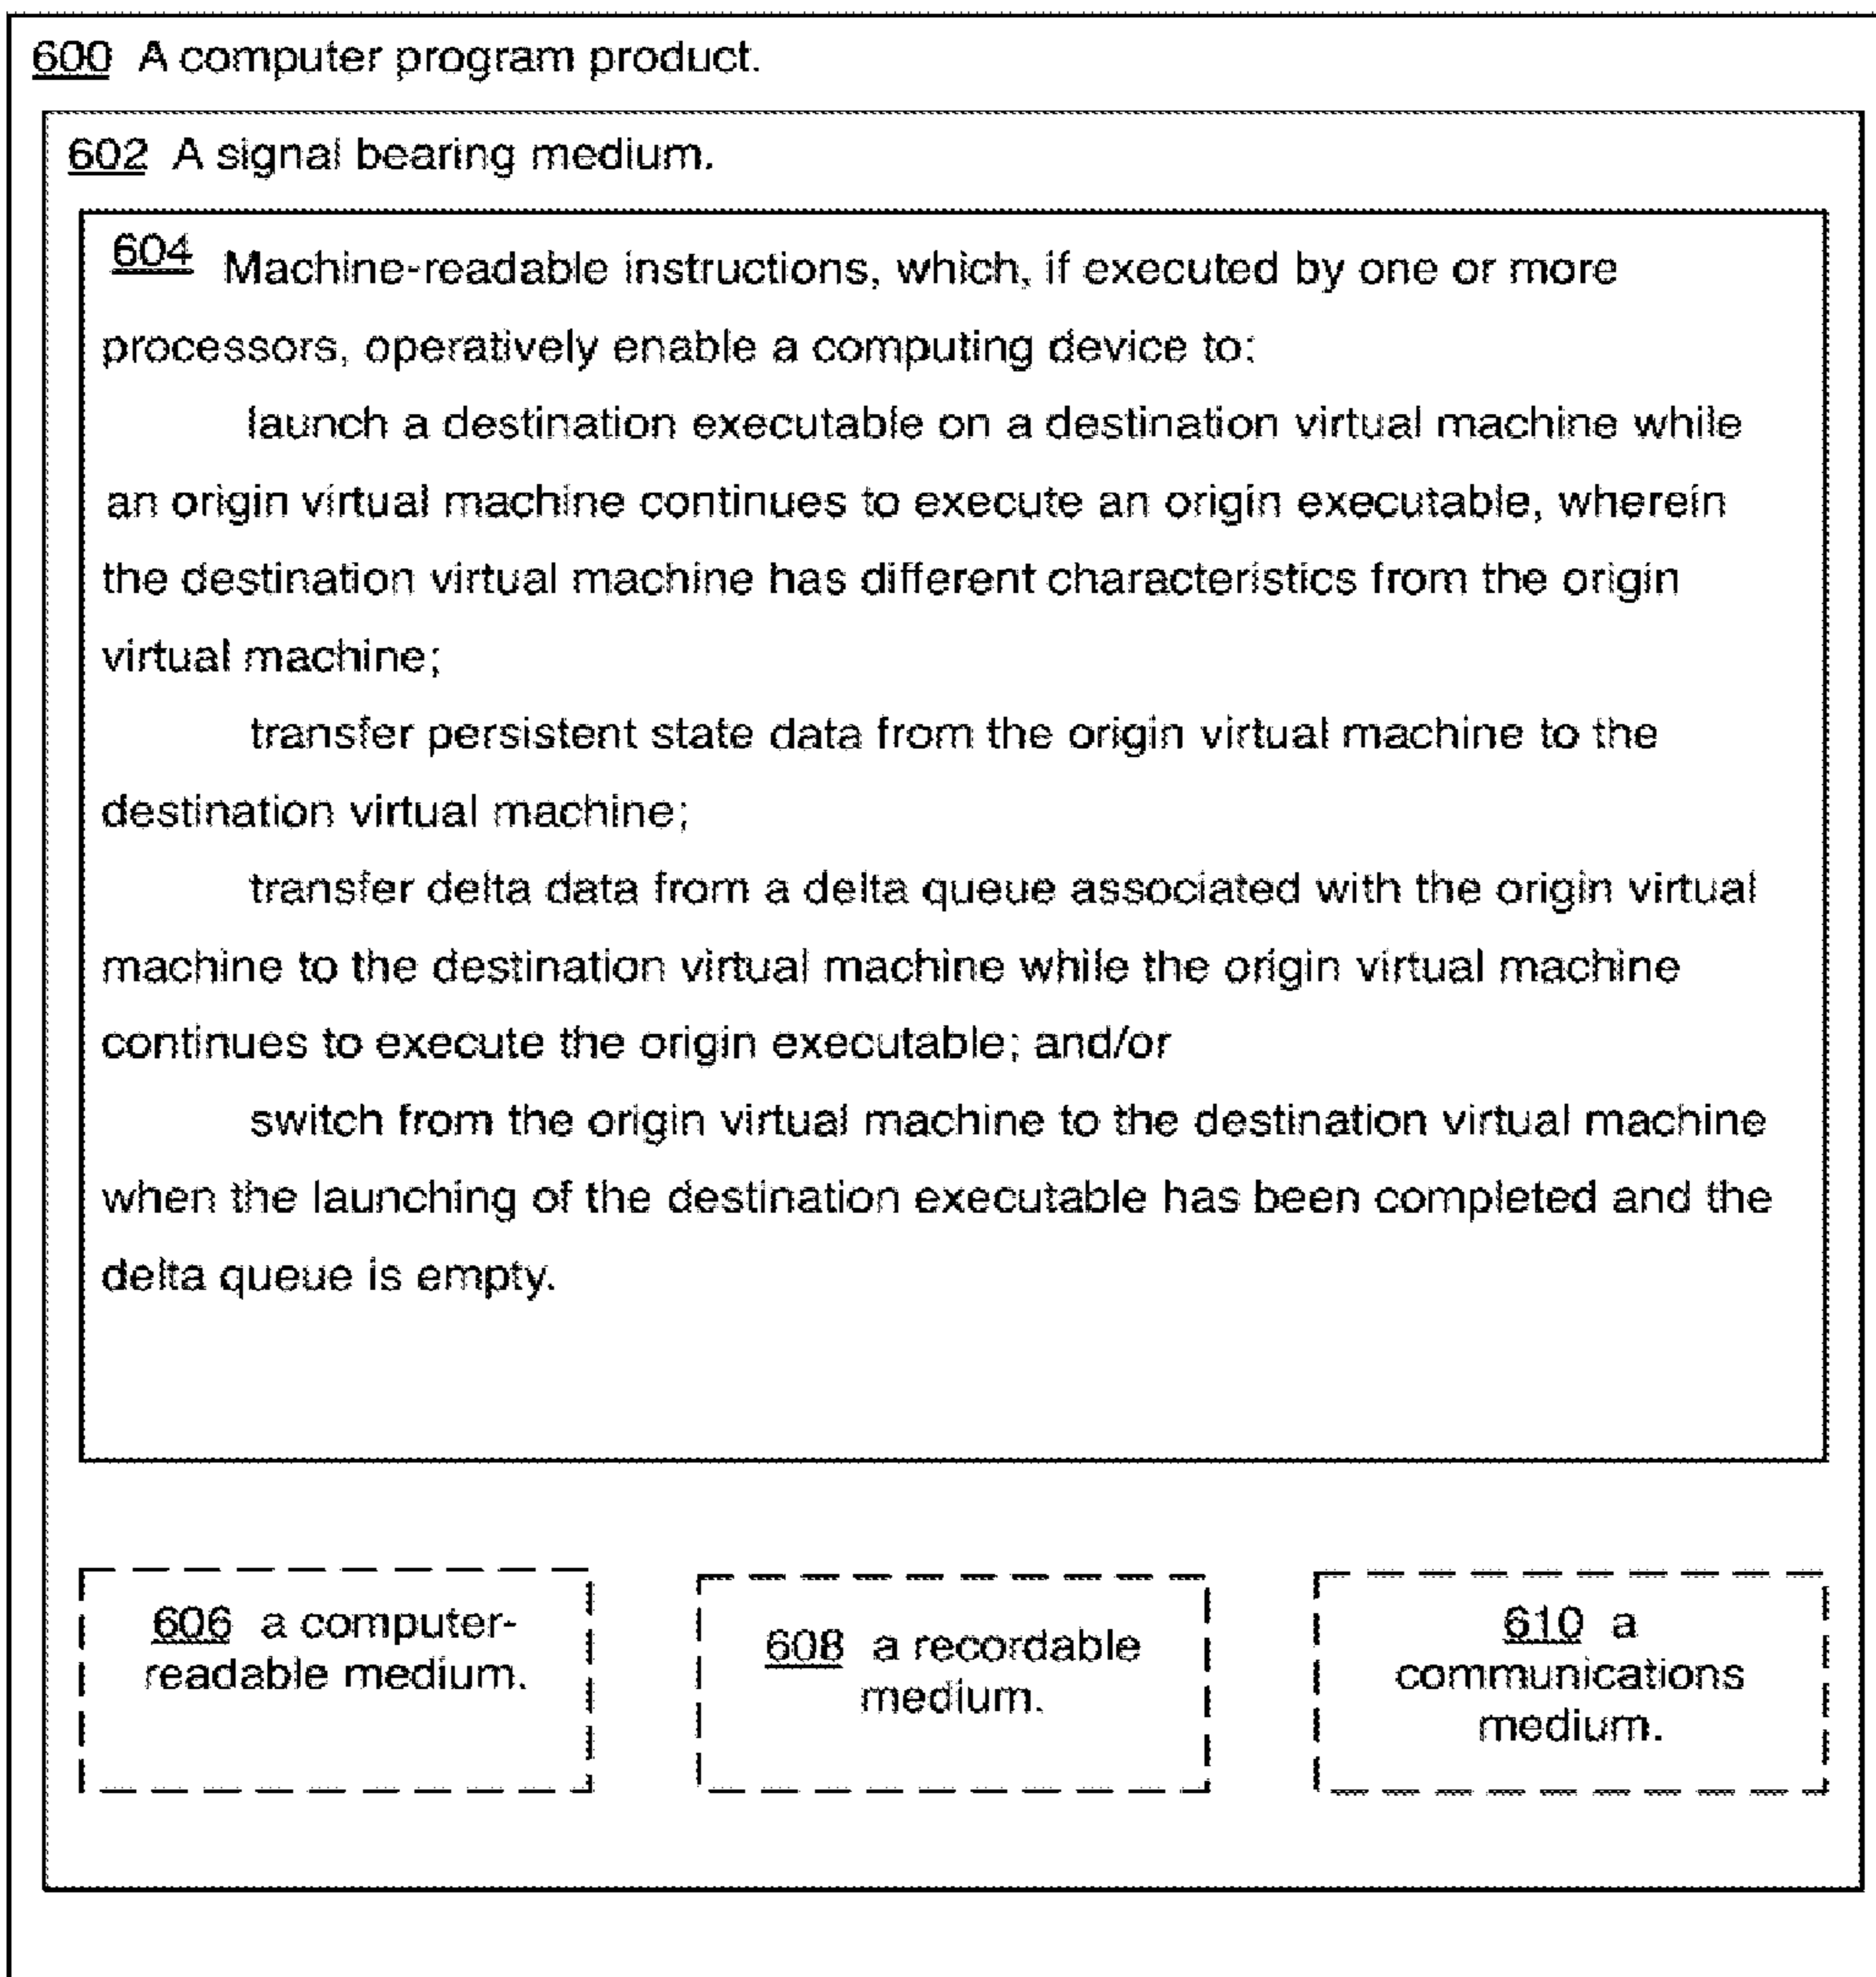 600 A computer program product.
602 A signal bearing medium.
604 Machine-readable instructions, which, if executed by one or more
processors, operatively enable a computing device to:
launch a destination executable on a destination virtual machine while
an origin virtual machine continues to execute an origin executable, wherein
the destination virtual machine has different characteristics from the origin
virtual machine;
transfer persistent state data from the origin virtual machine to the
destination virtual machine;
transfer delta data from a delta queue associated with the origin virtual
machine to the destination virtual machine while the origin virtual machine
continues to execute the origin executable; and/or
switch from the origin virtual machine to the destination virtual machine
when the launching of the destination executable has been completed and the
delta queue is empty.
606 a computer-
readable medium.
608 a recordable
medium.
610 a
communications
medium.